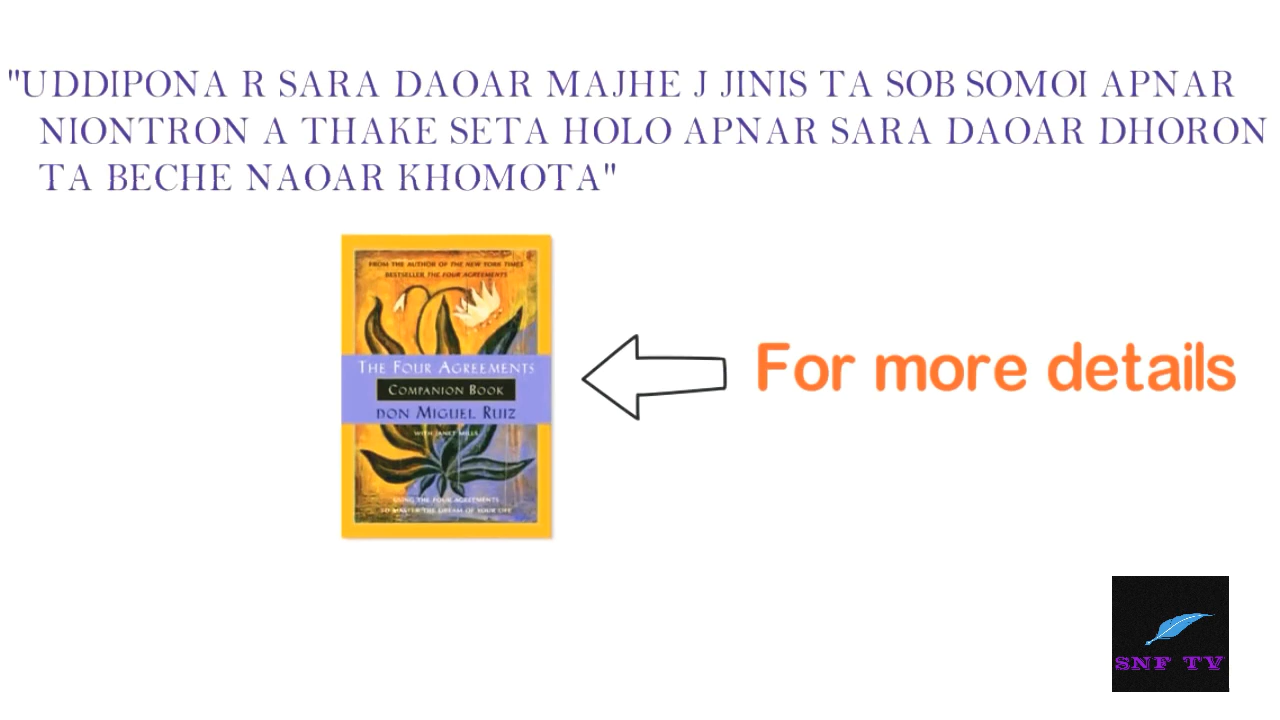 "UDDIPONA R SARA DAOAR MAJHE J JINIS TA SOB SOMOI APNAR
NIONTRON A THAKE SETA HOLO APNAR SARA DAOAR DHORON
TA BECHE NAOAR KHOMOTA"
FROM THE AUTHOR OF THE NEW YORK TIMES
BESTSELLER THE FOUR AGREEMENTS
THE FOUR AGREEMENTS
COMPANION BOOK
DON MIGUEL RUIZ
WITH JANET MILLS
USING THE FOUR AGREEMENTS
TO MASTER THE DREAM OF YOUR LIFE
For more details
SNF TV